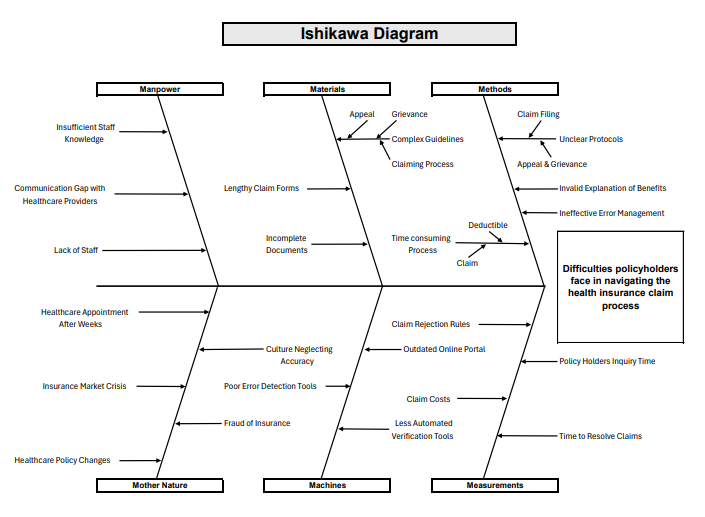 Ishikawa Diagram
Manpower
Materials
Methods
Insufficient Staff
Knowledge
Communication Gap with
Healthcare Providers
Lack of Staff
Appeal
Grievance
Complex Guidelines
Claiming Process
Lengthy Claim Forms
Incomplete
Documents
Claim Filing
Unclear Protocols
Appeal & Grievance
Invalid Explanation of Benefits
Ineffective Error Management
Deductible
Time consuming
Process
Claim
Difficulties policyholders
face in navigating the
health insurance claim
process
Healthcare Appointment
After Weeks
Culture Neglecting
Accuracy
Insurance Market Crisis
Fraud of Insurance
Healthcare Policy Changes
Outdated Online Portal
Poor Error Detection Tools
Less Automated
Verification Tools
Claim Rejection Rules
Policy Holders Inquiry Time
Claim Costs
Time to Resolve Claims
Mother Nature
Machines
Measurements